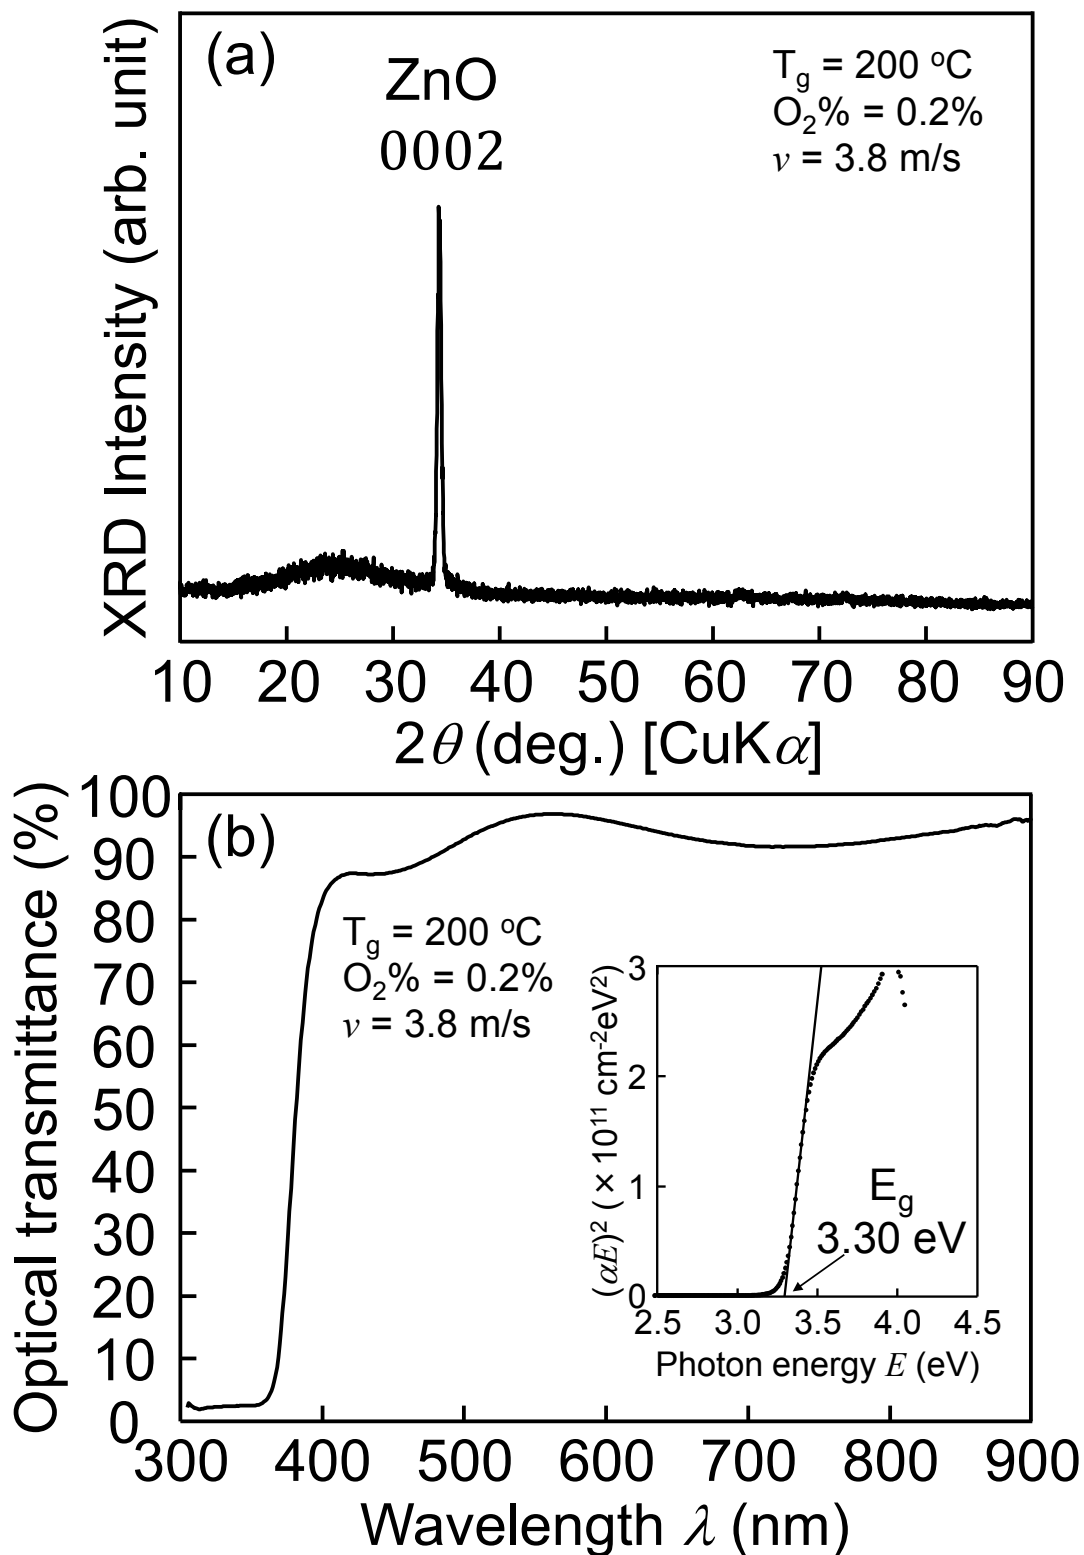 (a)
ZnO
0002
T_g = 200 °C
O₂% = 0.2%
v = 3.8 m/s
XRD Intensity (arb. unit)
10 20 30 40 50 60 70 80 90
2θ (deg.) [CuKα]
(b)
100
90
80
70
60
50
40
30
20
10
0
Optical transmittance (%)
T_g = 200 °C
O₂% = 0.2%
v = 3.8 m/s
3
2
1
0
(αE)² (× 10¹¹ cm⁻²eV²)
E_g
3.30 eV
2.5 3.0 3.5 4.0 4.5
Photon energy E (eV)
300 400 500 600 700 800 900
Wavelength λ (nm)